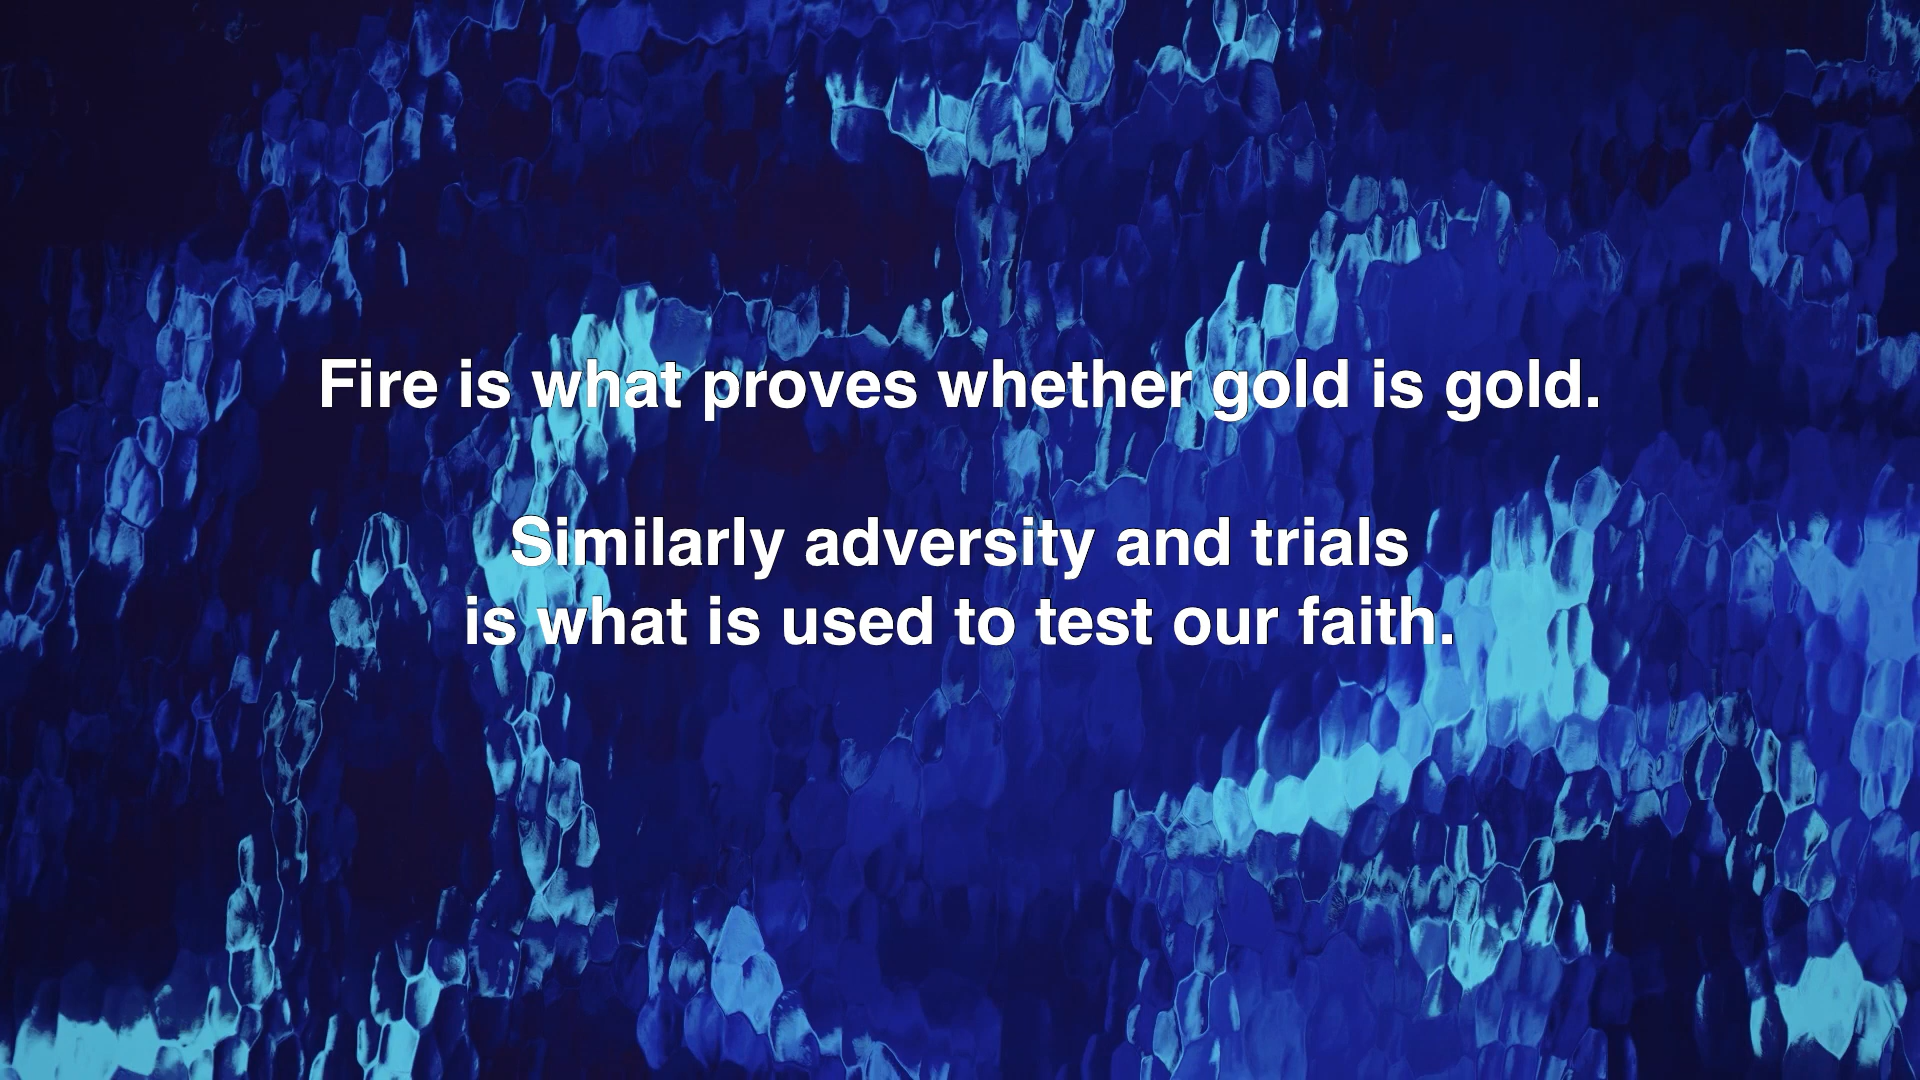 Fire is what proves whether gold is gold.
Similarly adversity and trials
is what is used to test our faith.